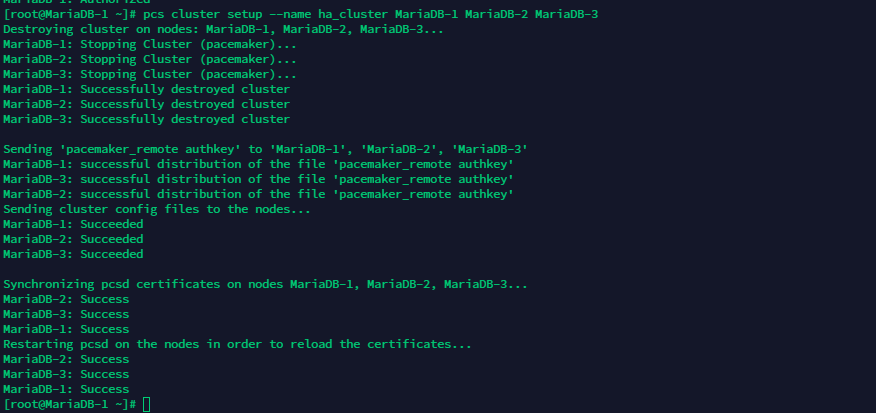 MariaDB-1: Authorized
[root@MariaDB-1 ~]# pcs cluster setup --name ha_cluster MariaDB-1 MariaDB-2 MariaDB-3
Destroying cluster on nodes: MariaDB-1, MariaDB-2, MariaDB-3...
MariaDB-1: Stopping Cluster (pacemaker)...
MariaDB-2: Stopping Cluster (pacemaker)...
MariaDB-3: Stopping Cluster (pacemaker)...
MariaDB-1: Successfully destroyed cluster
MariaDB-2: Successfully destroyed cluster
MariaDB-3: Successfully destroyed cluster

Sending 'pacemaker_remote authkey' to 'MariaDB-1', 'MariaDB-2', 'MariaDB-3'
MariaDB-1: successful distribution of the file 'pacemaker_remote authkey'
MariaDB-3: successful distribution of the file 'pacemaker_remote authkey'
MariaDB-2: successful distribution of the file 'pacemaker_remote authkey'
Sending cluster config files to the nodes...
MariaDB-1: Succeeded
MariaDB-2: Succeeded
MariaDB-3: Succeeded

Synchronizing pcsd certificates on nodes MariaDB-1, MariaDB-2, MariaDB-3...
MariaDB-2: Success
MariaDB-3: Success
MariaDB-1: Success
Restarting pcsd on the nodes in order to reload the certificates...
MariaDB-2: Success
MariaDB-3: Success
MariaDB-1: Success
[root@MariaDB-1 ~]#